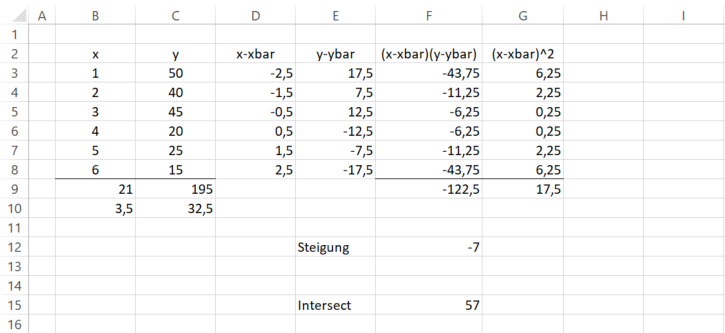 A B C D E F G H I
1
2 x y x-xbar y-ybar (x-xbar)(y-ybar) (x-xbar)^2
3 1 50 -2,5 17,5 -43,75 6,25
4 2 40 -1,5 7,5 -11,25 2,25
5 3 45 -0,5 12,5 -6,25 0,25
6 4 20 0,5 -12,5 -6,25 0,25
7 5 25 1,5 -7,5 -11,25 2,25
8 6 15 2,5 -17,5 -43,75 6,25
9 21 195 -122,5 17,5
10 3,5 32,5
11
12 Steigung -7
13
14
15 Intersect 57
16